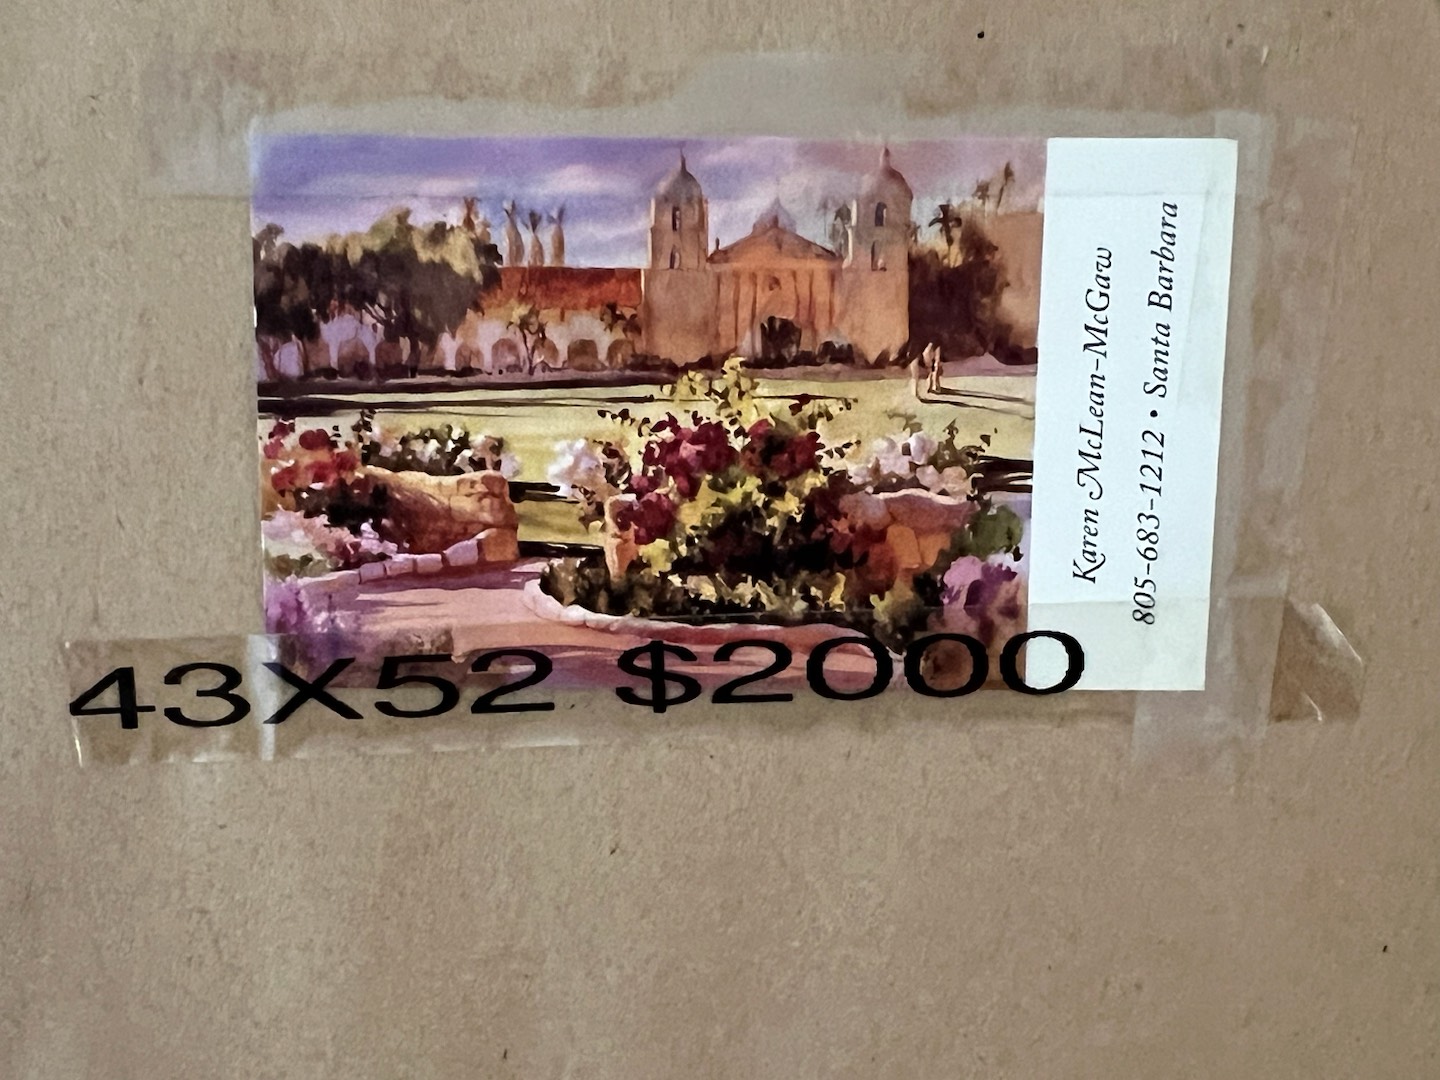 Karen McLean-McGaw
805-683-1212 • Santa Barbara
43X52 $2000